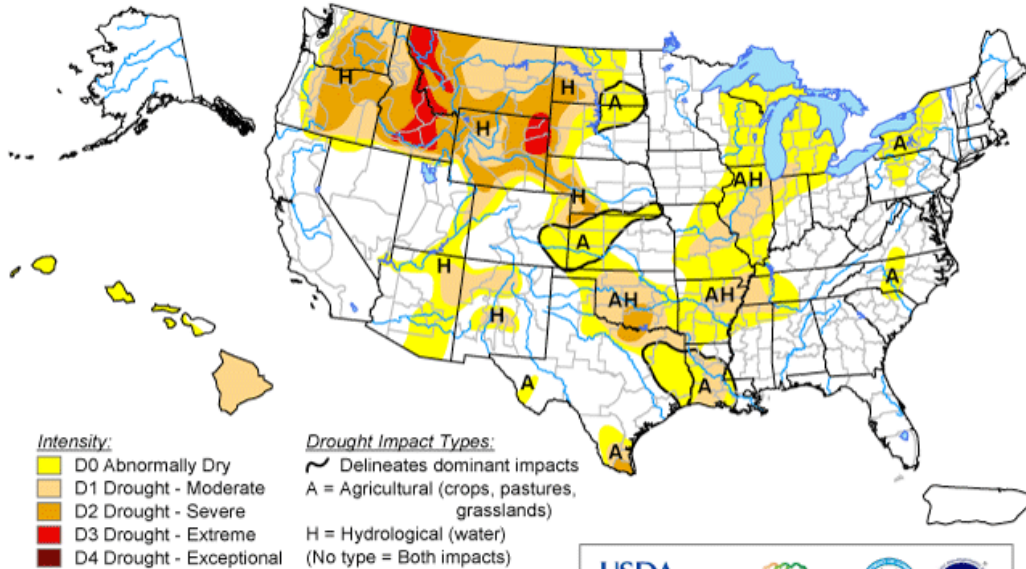 H
H
A
H
A
AH
H
A
H
A
AH
AH
H
A
A
A
A
Intensity:
D0 Abnormally Dry
D1 Drought - Moderate
D2 Drought - Severe
D3 Drought - Extreme
D4 Drought - Exceptional
Drought Impact Types:
Delineates dominant impacts
A = Agricultural (crops, pastures,
grasslands)
H = Hydrological (water)
(No type = Both impacts)
USDA